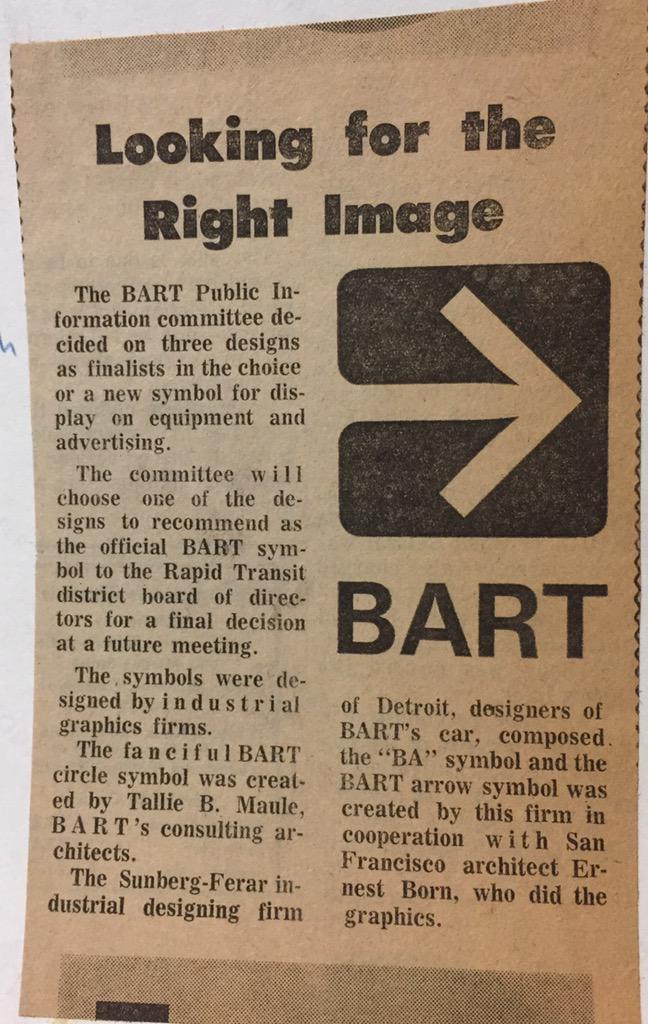 Looking for the
Right Image
The BART Public In-
formation committee de-
cided on three designs
as finalists in the choice
or a new symbol for dis-
play on equipment and
advertising.
The committee will
choose one of the de-
signs to recommend as
the official BART sym-
bol to the Rapid Transit
district board of direc-
tors for a final decision
at a future meeting.
The symbols were de-
signed by industrial
graphics firms.
The fanciful BART
circle symbol was creat-
ed by Tallie B. Maule,
BART's consulting ar-
chitects.
The Sunberg-Ferar in-
dustrial designing firm
BART
of Detroit, designers of
BART's car, composed
the "BA" symbol and the
BART arrow symbol was
created by this firm in
cooperation with San
Francisco architect Er-
nest Born, who did the
graphics.